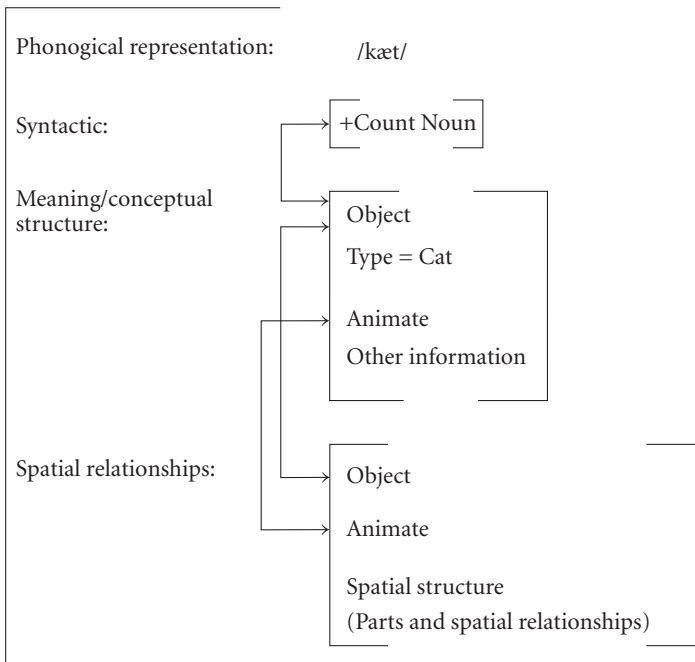 Phonogical representation: /kæt/
Syntactic: +Count Noun
Meaning/conceptual
structure:
Object
Type = Cat
Animate
Other information
Spatial relationships:
Object
Animate
Spatial structure
(Parts and spatial relationships)